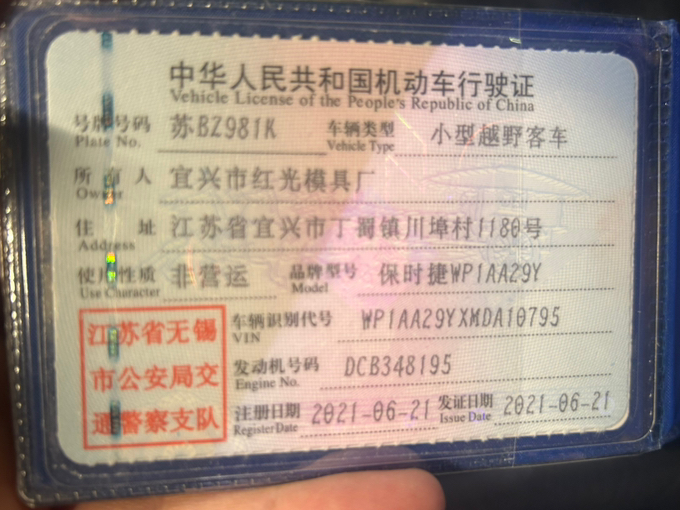 中华人民共和国机动车行驶证
Vehicle License of the People's Republic of China
号牌号码 苏BZ981K 车辆类型 小型越野客车
Plate No. Vehicle Type
所有人 宜兴市红光模具厂
Owner
住址 江苏省宜兴市丁蜀镇川埠村1180号
Address
使用性质 非营运 品牌型号 保时捷WP1AA29Y
Use Character Model
江苏省无锡
市公安局交
通警察支队
车辆识别代号 WP1AA29YXMDA10795
VIN
发动机号码 DCB348195
Engine No.
注册日期 2021-06-21 发证日期 2021-06-21
Register Date Issue Date